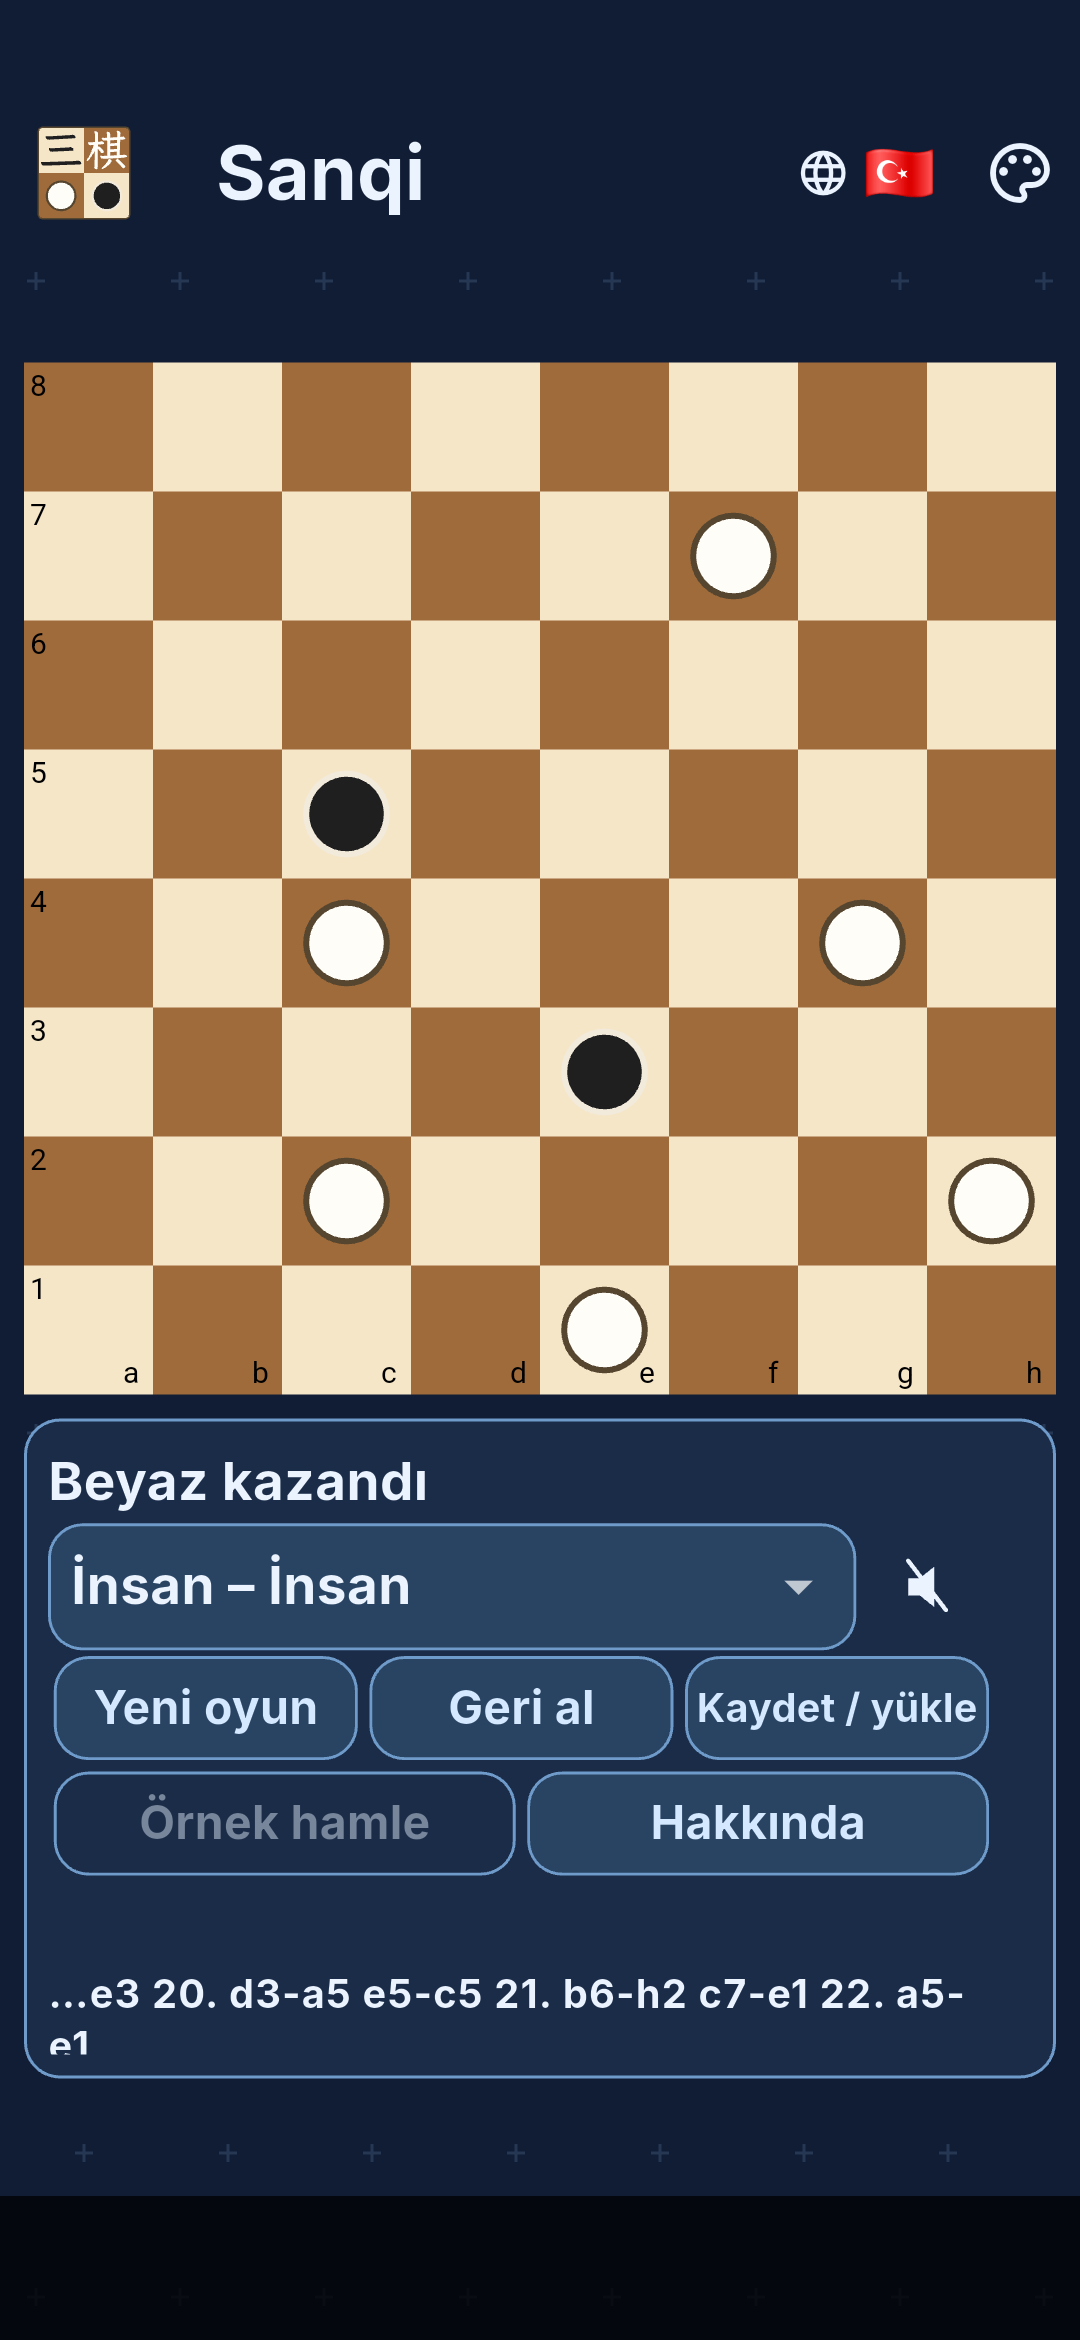 三棋
Sanqi
8
7
6
5
4
3
2
1
a b c d e f g h
Beyaz kazandı
İnsan – İnsan
Yeni oyun Geri al Kaydet / yükle
Örnek hamle Hakkında
...e3 20. d3-a5 e5-c5 21. b6-h2 c7-e1 22. a5-
e1